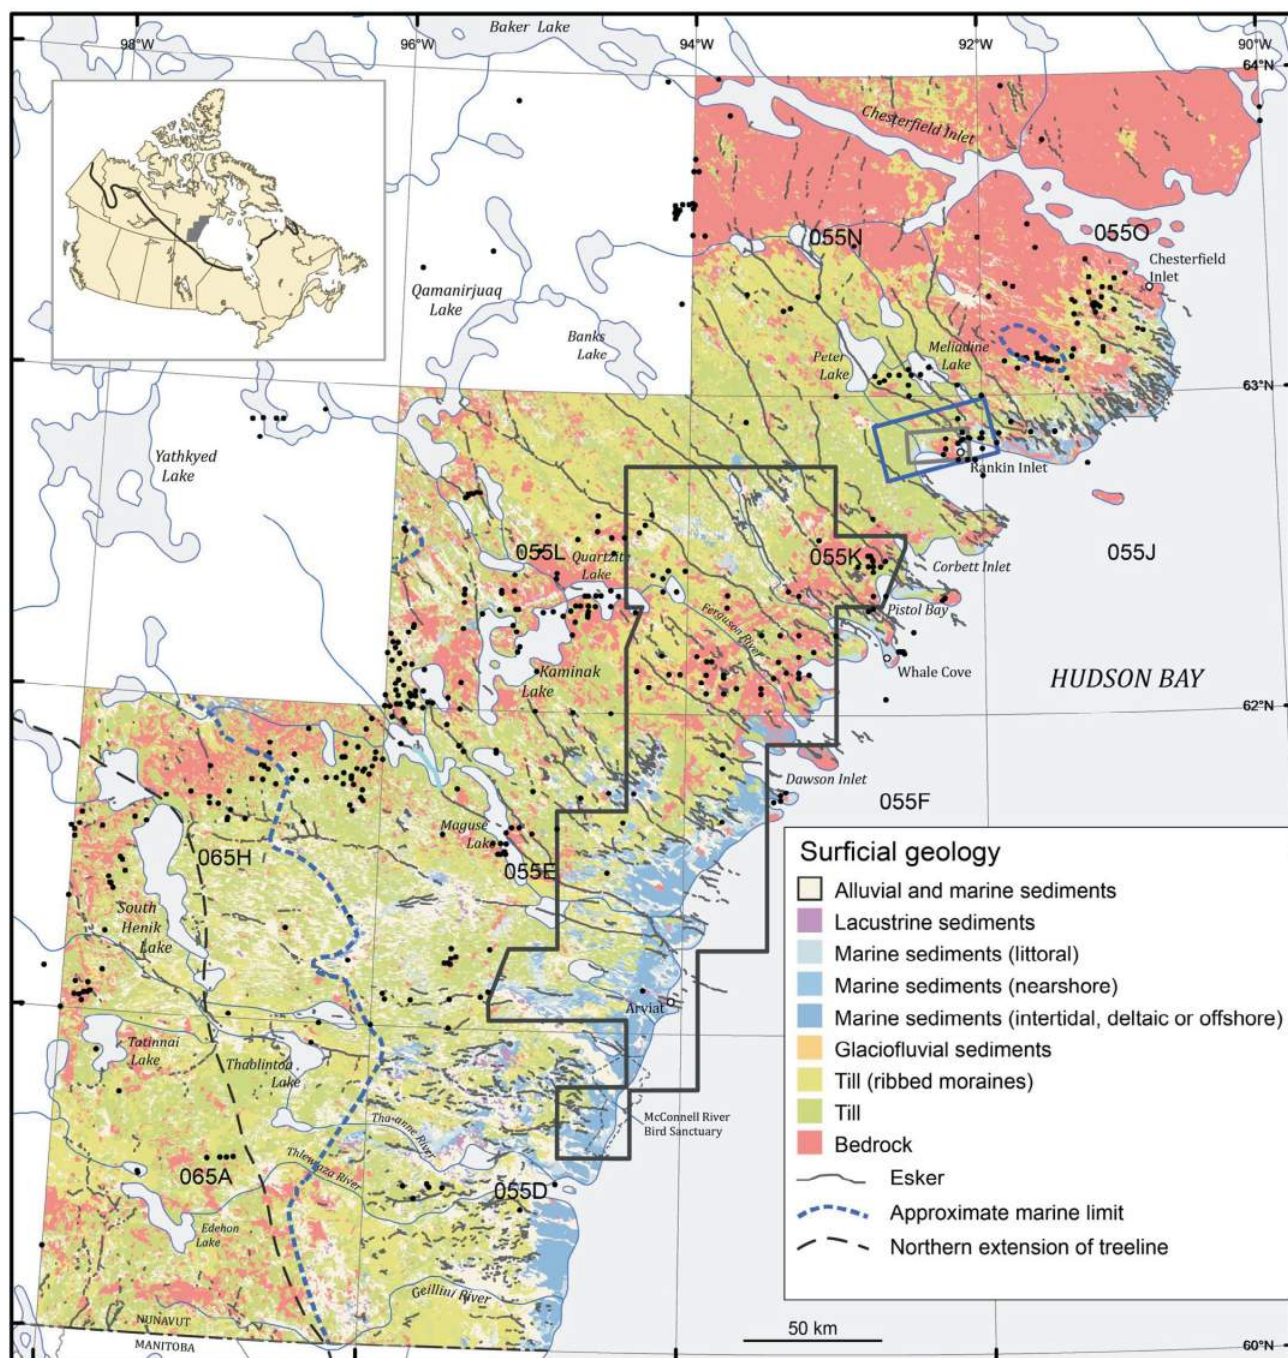 Baker Lake
98°W
96°W
94°W
92°W
90°W
64°N
Chesterfield Inlet
055N
055O
Chesterfield
Inlet
Qamanirjuaq
Lake
Banks
Lake
Peter
Lake
Meliadine
Lake
63°N
Yathkyed
Lake
Rankin Inlet
055L
Quartzite
Lake
055K
055J
Corbett Inlet
Ferguson River
Pistol Bay
Kaminak
Lake
Whale Cove
HUDSON BAY
62°N
Dawson Inlet
055F
Maguse
Lake
065H
055E
South
Henik
Lake
Arviat
Tatinnai
Lake
Thablintoa
Lake
Tha-anne River
McConnell River
Bird Sanctuary
Thlewiaza River
065A
055D
Edehon
Lake
Geillini River
NUNAVUT
MANITOBA
50 km
60°N
Surficial geology
Alluvial and marine sediments
Lacustrine sediments
Marine sediments (littoral)
Marine sediments (nearshore)
Marine sediments (intertidal, deltaic or offshore)
Glaciofluvial sediments
Till (ribbed moraines)
Till
Bedrock
Esker
Approximate marine limit
Northern extension of treeline